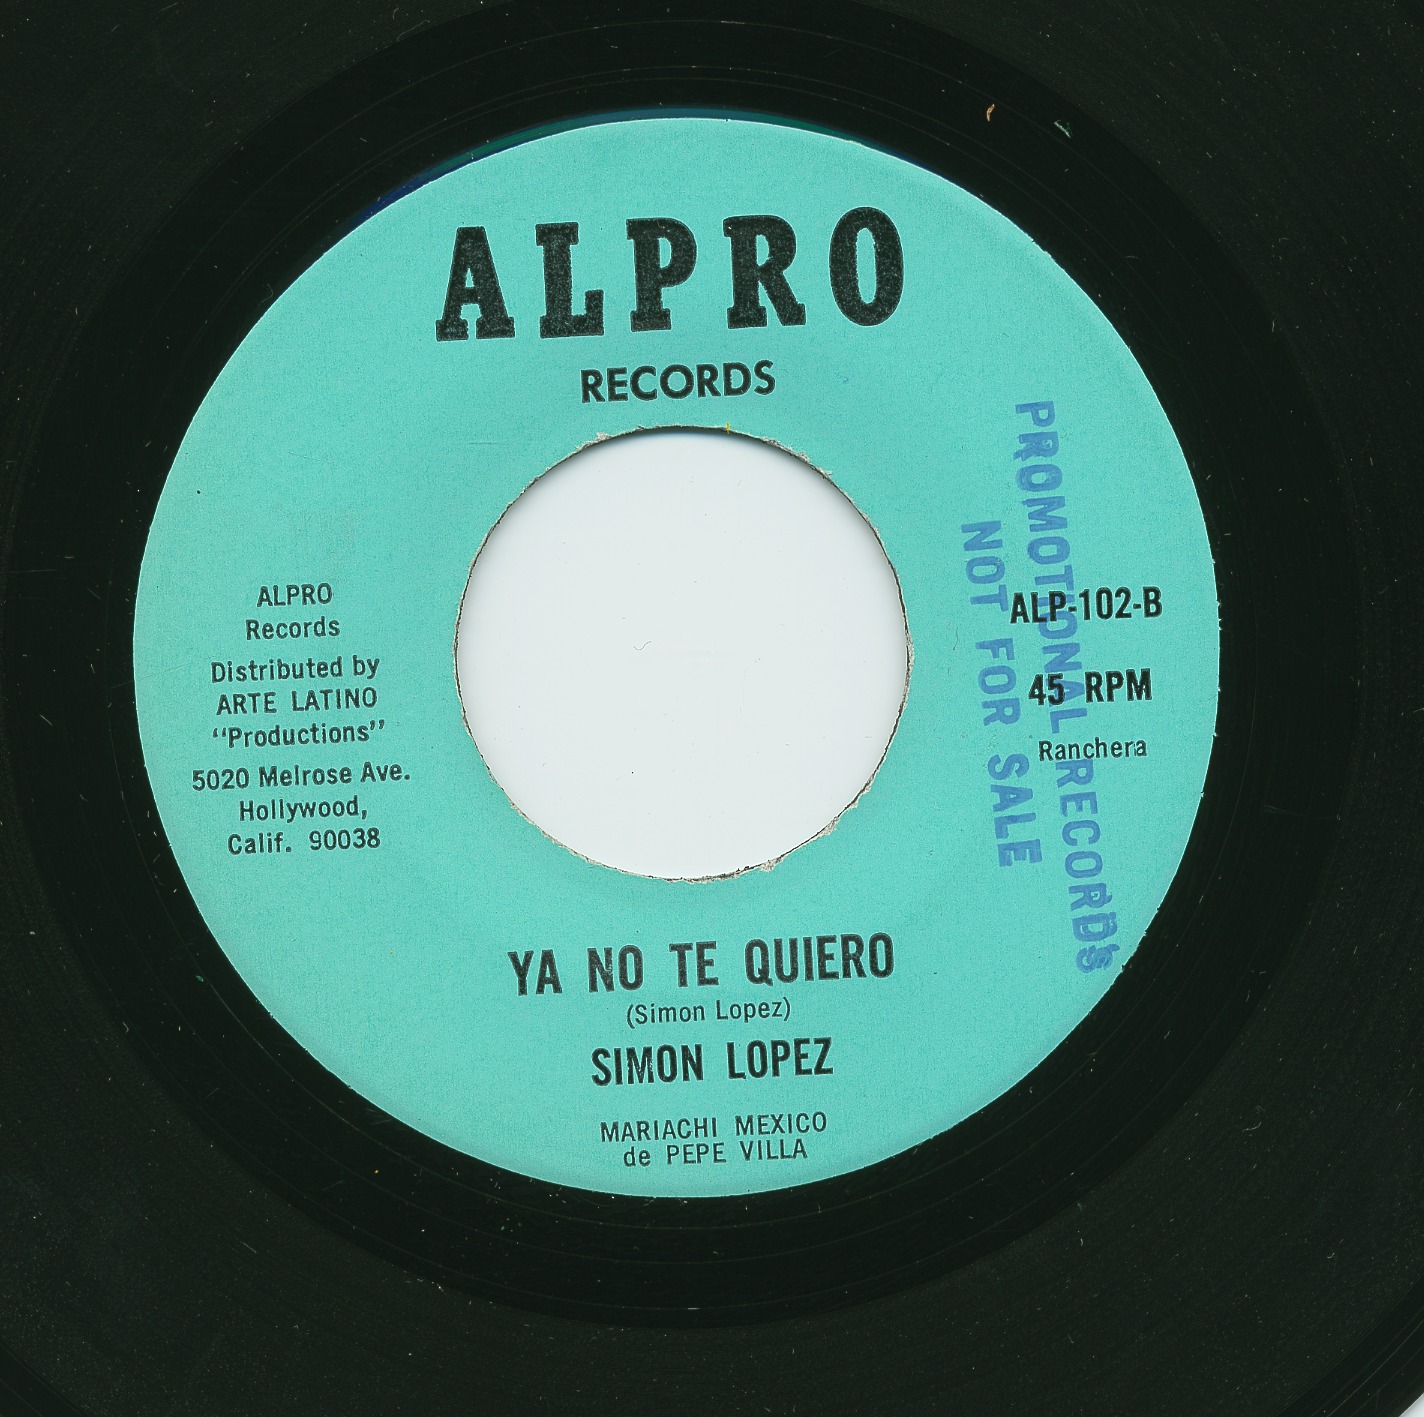 ALPRO
RECORDS
ALPRO
Records
Distributed by
ARTE LATINO
"Productions"
5020 Melrose Ave.
Hollywood,
Calif. 90038
PROMOTIONAL RECORDS
NOT FOR SALE
ALP-102-B
45 RPM
Ranchera
YA NO TE QUIERO
(Simon Lopez)
SIMON LOPEZ
MARIACHI MEXICO
de PEPE VILLA